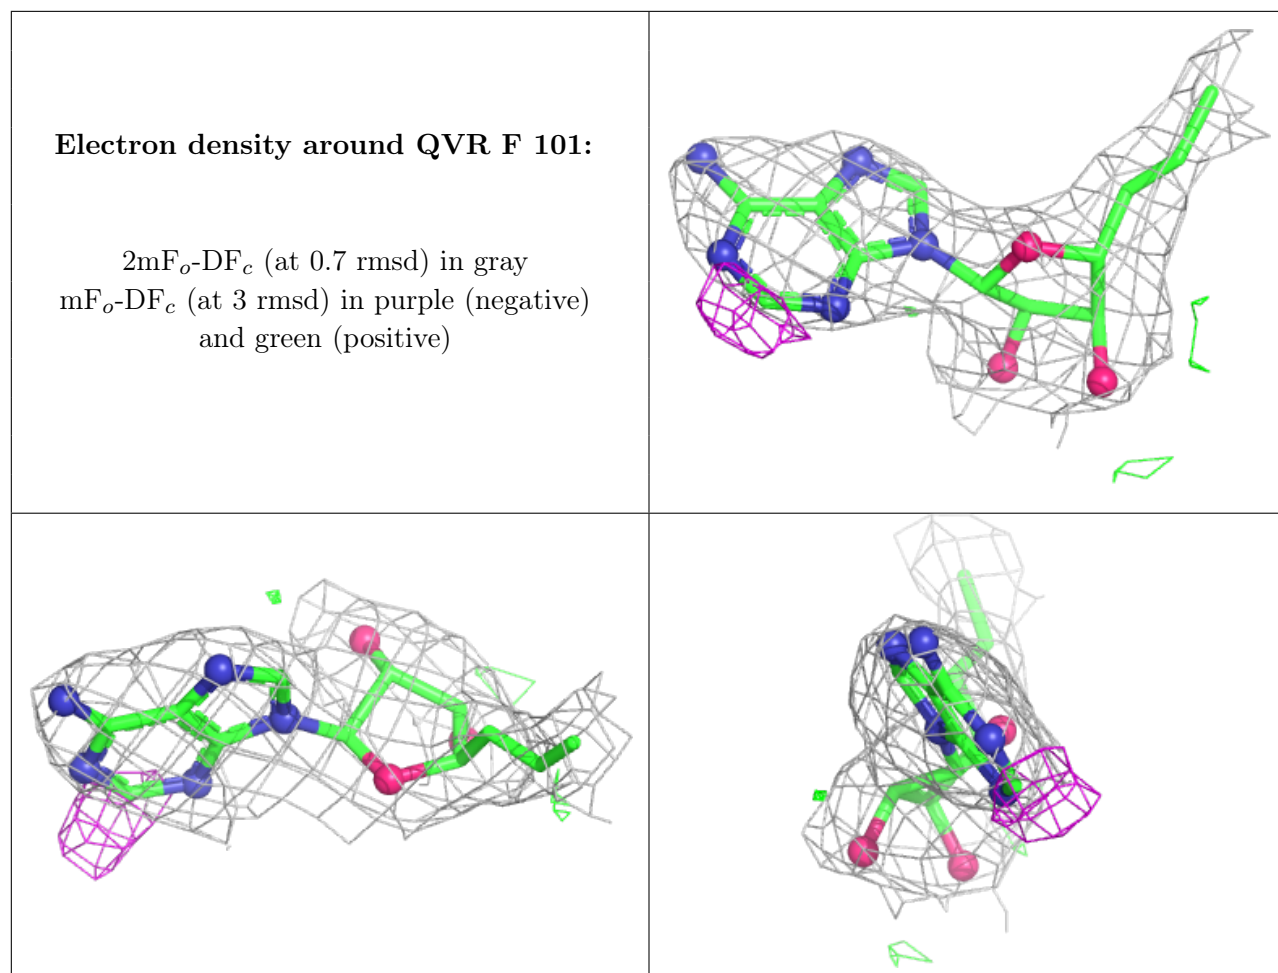 Electron density around QVR F 101:
2mFo-DFc (at 0.7 rmsd) in gray
mFo-DFc (at 3 rmsd) in purple (negative)
and green (positive)